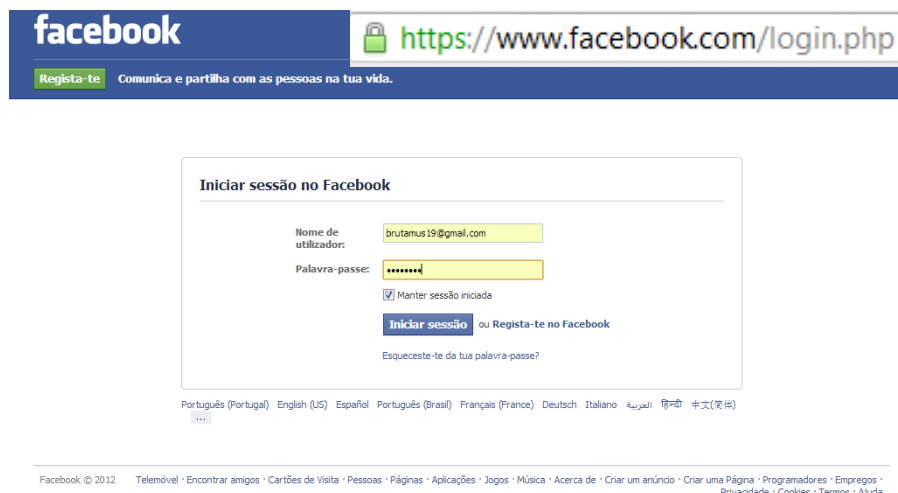 facebook
https://www.facebook.com/login.php
Regista-te Comunica e partilha com as pessoas na tua vida.
Iniciar sessão no Facebook
Nome de
utilizador:
brutamus19@gmail.com
Palavra-passe: ••••••••
Manter sessão iniciada
Iniciar sessão ou Regista-te no Facebook
Esqueceste-te da tua palavra-passe?
Português (Portugal) English (US) Español Português (Brasil) Français (France) Deutsch Italiano العربية हिन्दी 中文(简体)
...
Facebook © 2012 Telemóvel · Encontrar amigos · Cartões de Visita · Pessoas · Páginas · Aplicações · Jogos · Música · Acerca de · Criar um anúncio · Criar uma Página · Programadores · Empregos ·
Privacidade · Cookies · Termos · Ajuda